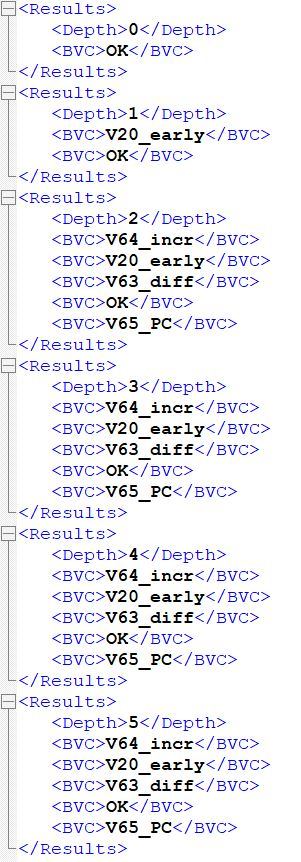 <Results>
<Depth>0</Depth>
<BVC>OK</BVC>
</Results>
<Results>
<Depth>1</Depth>
<BVC>V20_early</BVC>
<BVC>OK</BVC>
</Results>
<Results>
<Depth>2</Depth>
<BVC>V64_incr</BVC>
<BVC>V20_early</BVC>
<BVC>V63_diff</BVC>
<BVC>OK</BVC>
<BVC>V65_PC</BVC>
</Results>
<Results>
<Depth>3</Depth>
<BVC>V64_incr</BVC>
<BVC>V20_early</BVC>
<BVC>V63_diff</BVC>
<BVC>OK</BVC>
<BVC>V65_PC</BVC>
</Results>
<Results>
<Depth>4</Depth>
<BVC>V64_incr</BVC>
<BVC>V20_early</BVC>
<BVC>V63_diff</BVC>
<BVC>OK</BVC>
<BVC>V65_PC</BVC>
</Results>
<Results>
<Depth>5</Depth>
<BVC>V64_incr</BVC>
<BVC>V20_early</BVC>
<BVC>V63_diff</BVC>
<BVC>OK</BVC>
<BVC>V65_PC</BVC>
</Results>